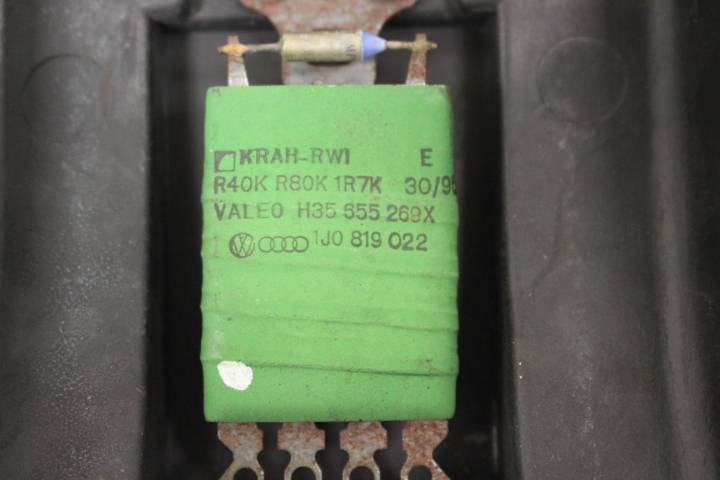 KRAH-RWI E
R40K R80K 1R7K 30/95
VALEO H35 655 269X
1J0 819 022